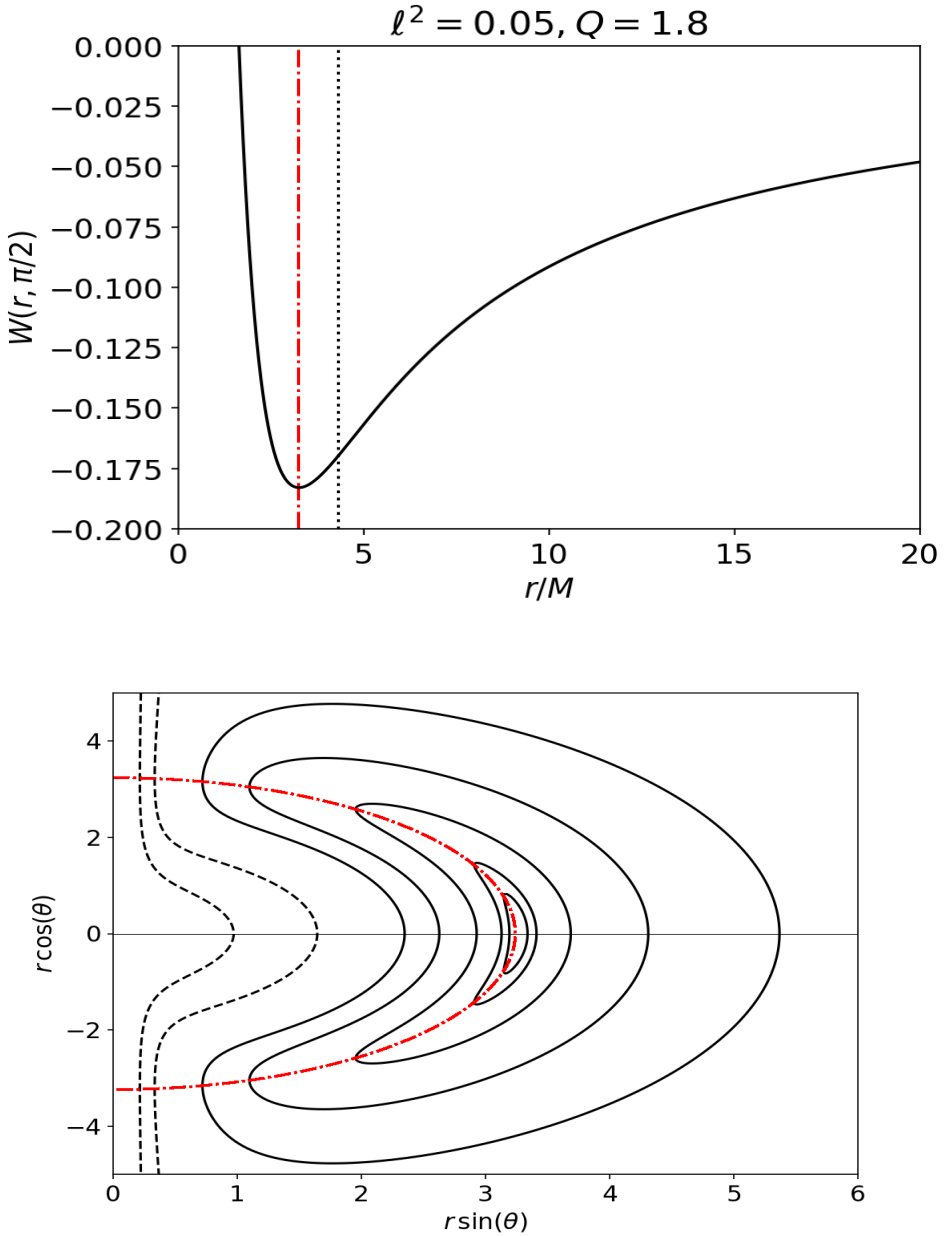 ℓ² = 0.05, Q = 1.8
0.000
−0.025
−0.050
−0.075
−0.100
−0.125
−0.150
−0.175
−0.200
W(r, π/2)
0 5 10 15 20
r/M
4
2
0
−2
−4
r cos(θ)
0 1 2 3 4 5 6
r sin(θ)